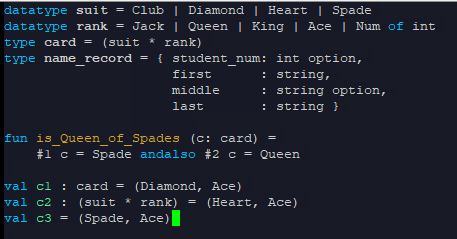 datatype suit = Club | Diamond | Heart | Spade
datatype rank = Jack | Queen | King | Ace | Num of int
type card = (suit * rank)
type name_record = { student_num: int option,
                     first       : string,
                     middle      : string option,
                     last        : string }

fun is_Queen_of_Spades (c: card) =
    #1 c = Spade andalso #2 c = Queen

val c1 : card = (Diamond, Ace)
val c2 : (suit * rank) = (Heart, Ace)
val c3 = (Spade, Ace)